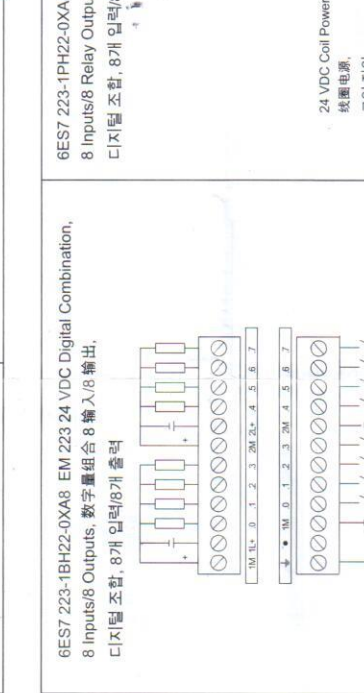 6ES7 223-1BH22-0XA8 EM 223 24 VDC Digital Combination,
8 Inputs/8 Outputs, 数字量组合 8 输入/8 输出,
디지털 조합, 8개 입력/8개 출력
1M 1L+ .0 .1 .2 .3 2M 2L+ .4 .5 .6 .7
1M .0 .1 .2 .3 2M .4 .5 .6 .7
6ES7 223-1PH22-0XA
8 Inputs/8 Relay Outpu
디지털 조합, 8개 입력/
24 VDC Coil Power
线圈电源,